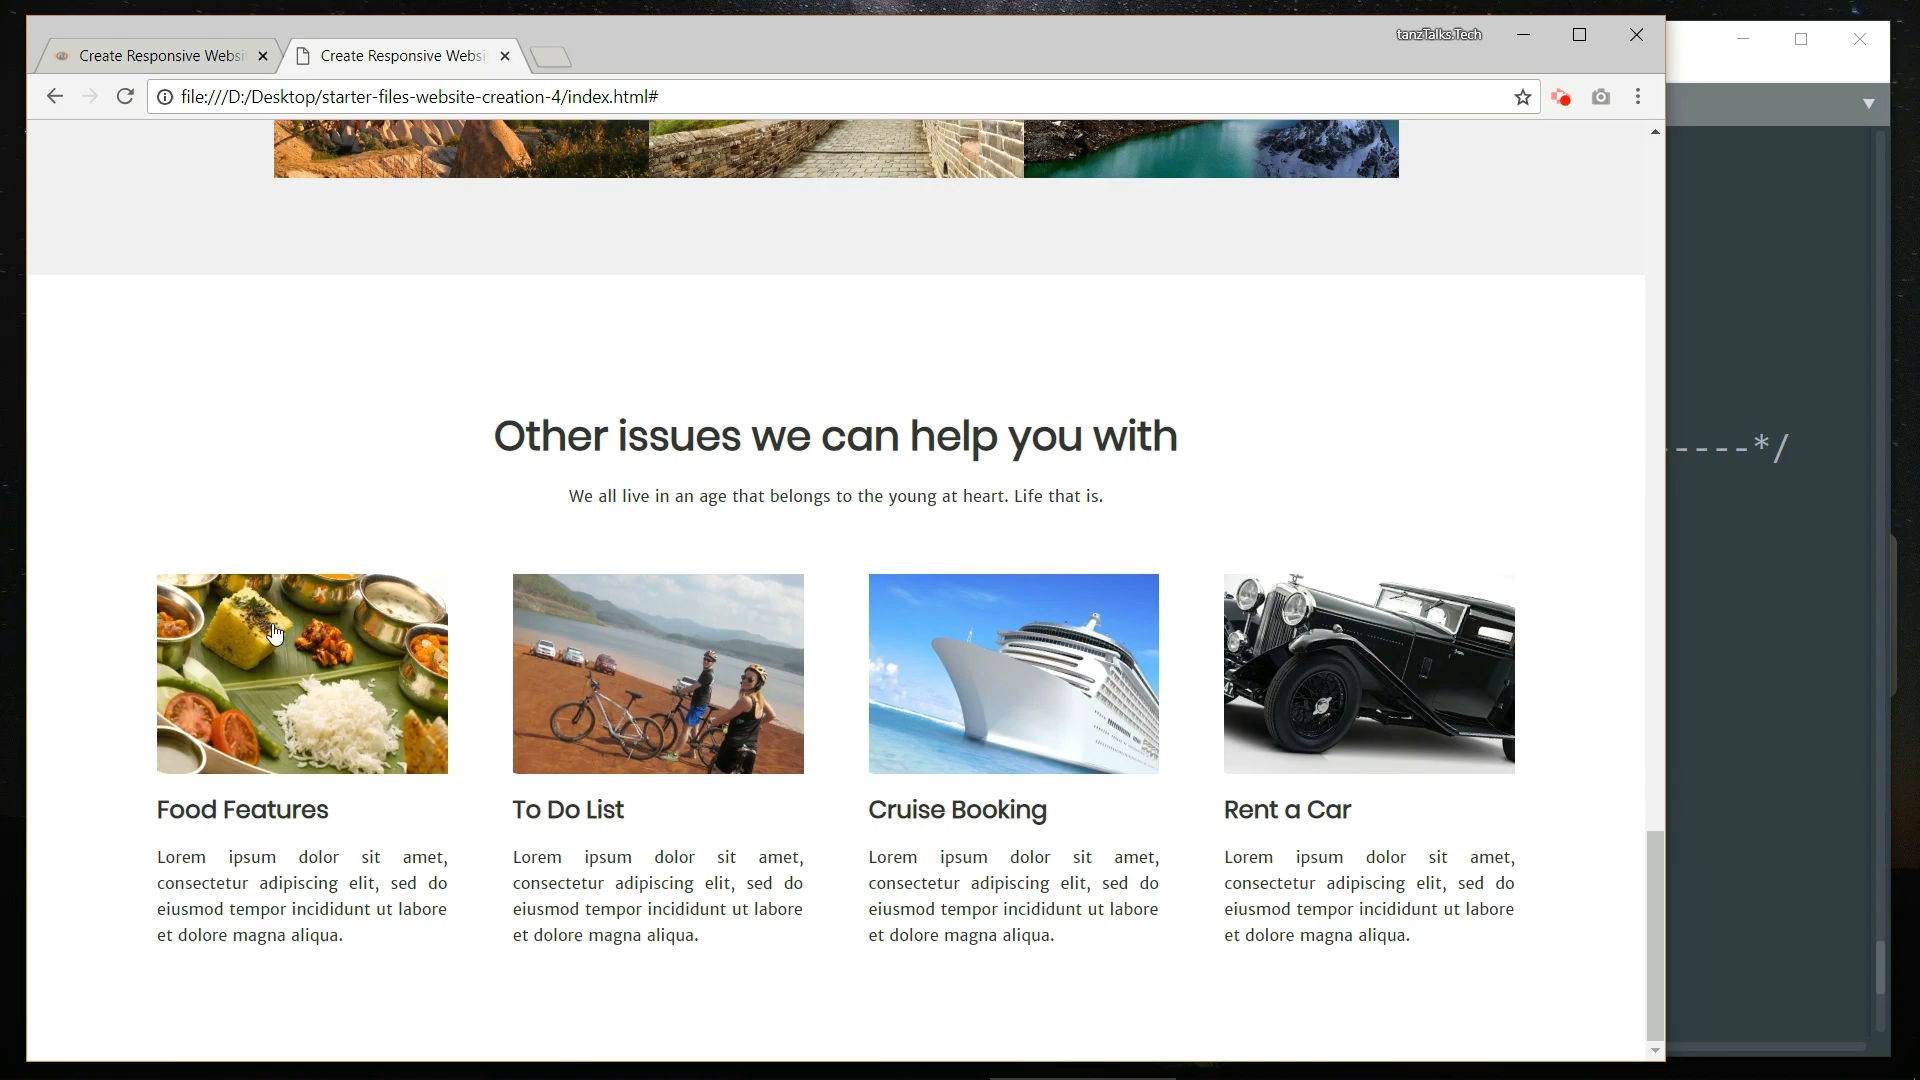 tanzTalks.Tech
Create Responsive Websi
Create Responsive Websi
file:///D:/Desktop/starter-files-website-creation-4/index.html#
-----*/
Other issues we can help you with
We all live in an age that belongs to the young at heart. Life that is.
Food Features
Lorem ipsum dolor sit amet,
consectetur adipiscing elit, sed do
eiusmod tempor incididunt ut labore
et dolore magna aliqua.
To Do List
Lorem ipsum dolor sit amet,
consectetur adipiscing elit, sed do
eiusmod tempor incididunt ut labore
et dolore magna aliqua.
Cruise Booking
Lorem ipsum dolor sit amet,
consectetur adipiscing elit, sed do
eiusmod tempor incididunt ut labore
et dolore magna aliqua.
Rent a Car
Lorem ipsum dolor sit amet,
consectetur adipiscing elit, sed do
eiusmod tempor incididunt ut labore
et dolore magna aliqua.